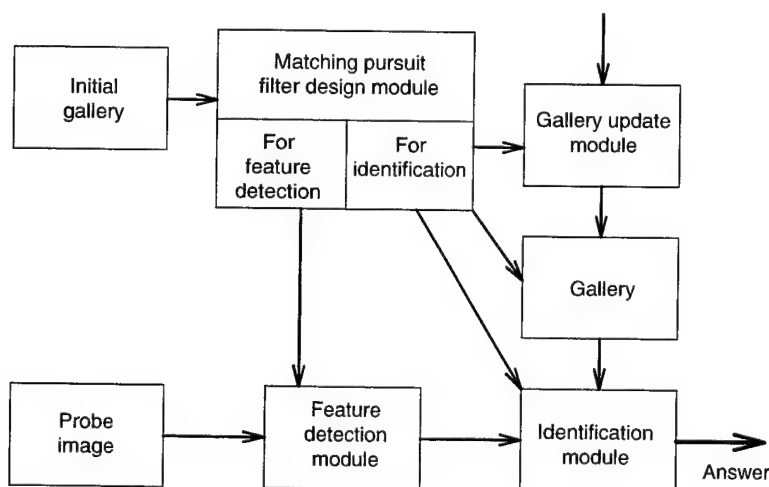 Initial
gallery
Matching pursuit
filter design module
For
feature
detection
For
identification
Gallery update
module
Gallery
Probe
image
Feature
detection
module
Identification
module
Answer